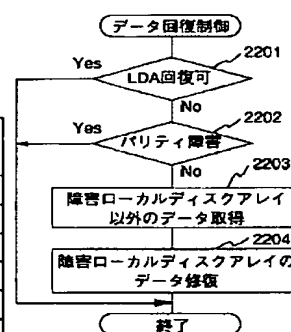 データ回復制御
2201
Yes
LDA回復可
No
2202
Yes
パリティ障害
No
2203
障害ローカルディスクアレイ
以外のデータ取得
2204
障害ローカルディスクアレイの
データ修復
終了